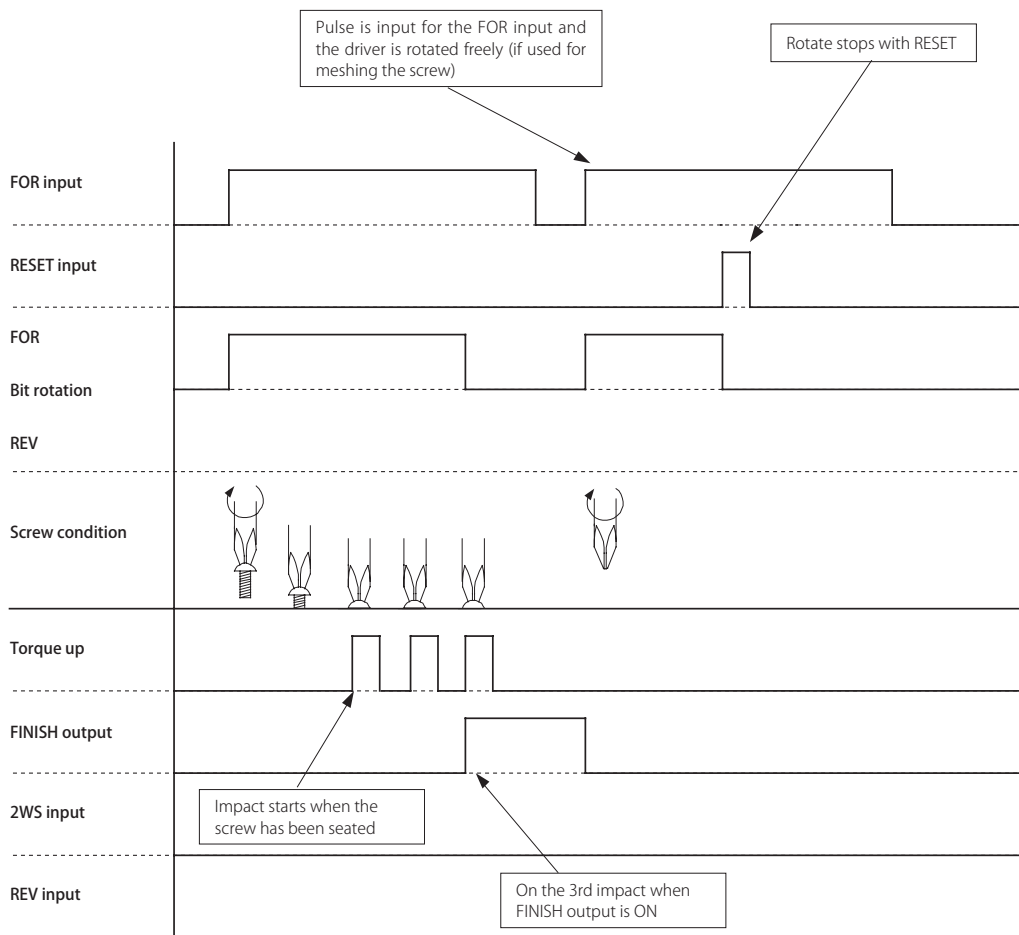 Pulse is input for the FOR input and
the driver is rotated freely (if used for
meshing the screw)
Rotate stops with RESET
FOR input
RESET input
FOR
Bit rotation
REV
Screw condition
Torque up
FINISH output
Impact starts when the
screw has been seated
2WS input
REV input
On the 3rd impact when
FINISH output is ON